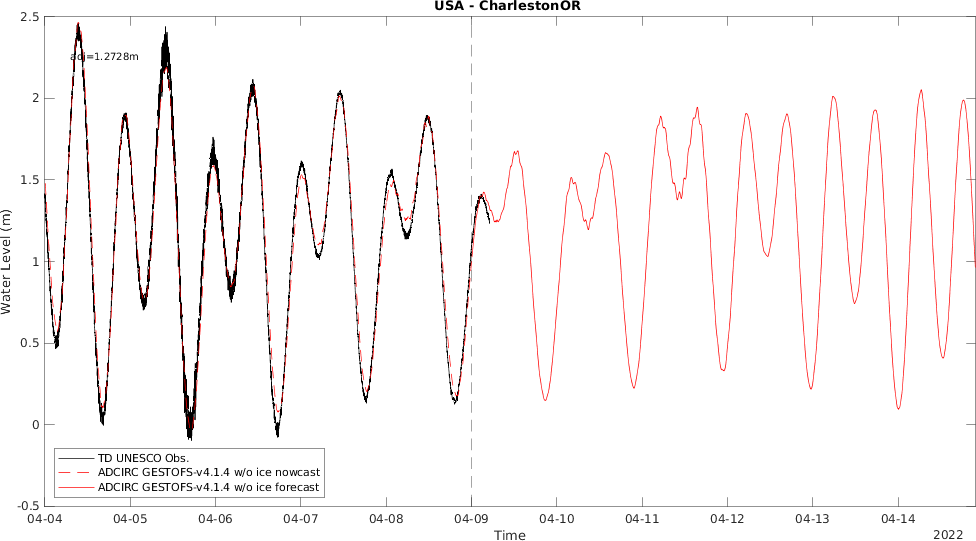 USA - CharlestonOR
adj=1.2728m
Water Level (m)
2.5
2
1.5
1
0.5
0
-0.5
TD UNESCO Obs.
ADCIRC GESTOFS-v4.1.4 w/o ice nowcast
ADCIRC GESTOFS-v4.1.4 w/o ice forecast
04-04 04-05 04-06 04-07 04-08 04-09 04-10 04-11 04-12 04-13 04-14
Time
2022